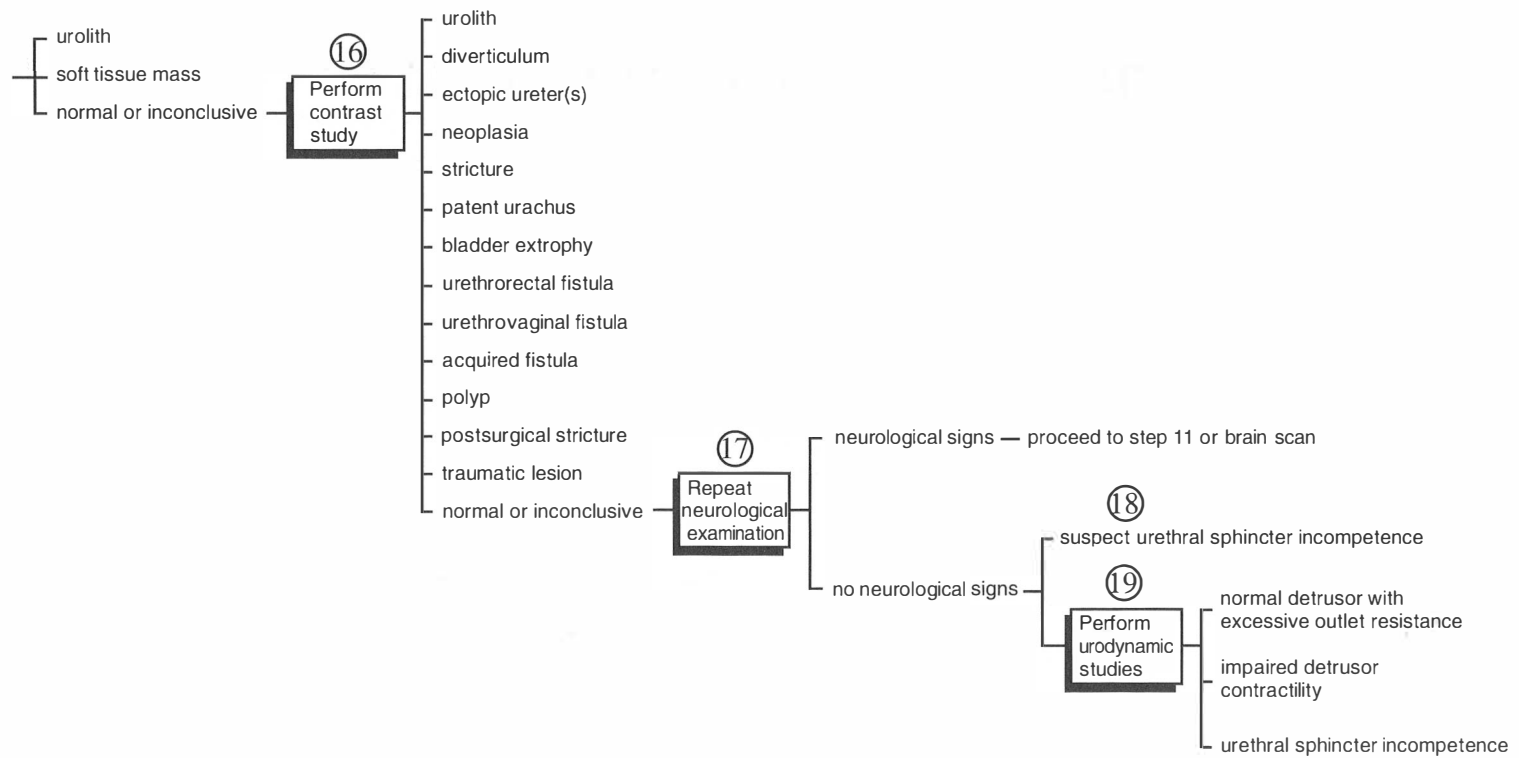 urolith
soft tissue mass
normal or inconclusive
16
Perform
contrast
study
urolith
diverticulum
ectopic ureter(s)
neoplasia
stricture
patent urachus
bladder extrophy
urethrorectal fistula
urethrovaginal fistula
acquired fistula
polyp
postsurgical stricture
traumatic lesion
normal or inconclusive
17
Repeat
neurological
examination
neurological signs — proceed to step 11 or brain scan
no neurological signs
18
suspect urethral sphincter incompetence
19
Perform
urodynamic
studies
normal detrusor with
excessive outlet resistance
impaired detrusor
contractility
urethral sphincter incompetence